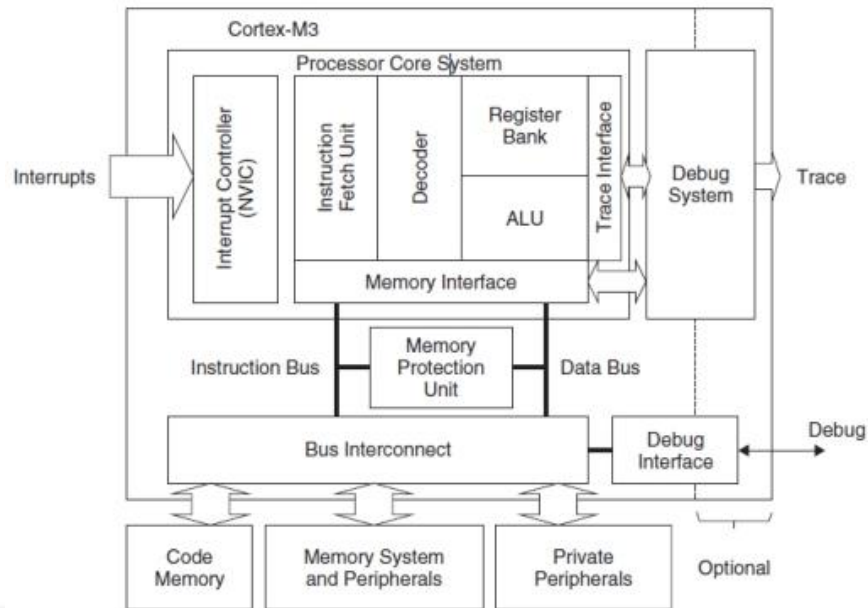 Cortex-M3
Processor Core System
Interrupts
Interrupt Controller
(NVIC)
Instruction
Fetch Unit
Decoder
Register
Bank
ALU
Trace Interface
Memory Interface
Debug
System
Trace
Instruction Bus
Memory
Protection
Unit
Data Bus
Bus Interconnect
Debug
Interface
Debug
Code
Memory
Memory System
and Peripherals
Private
Peripherals
Optional